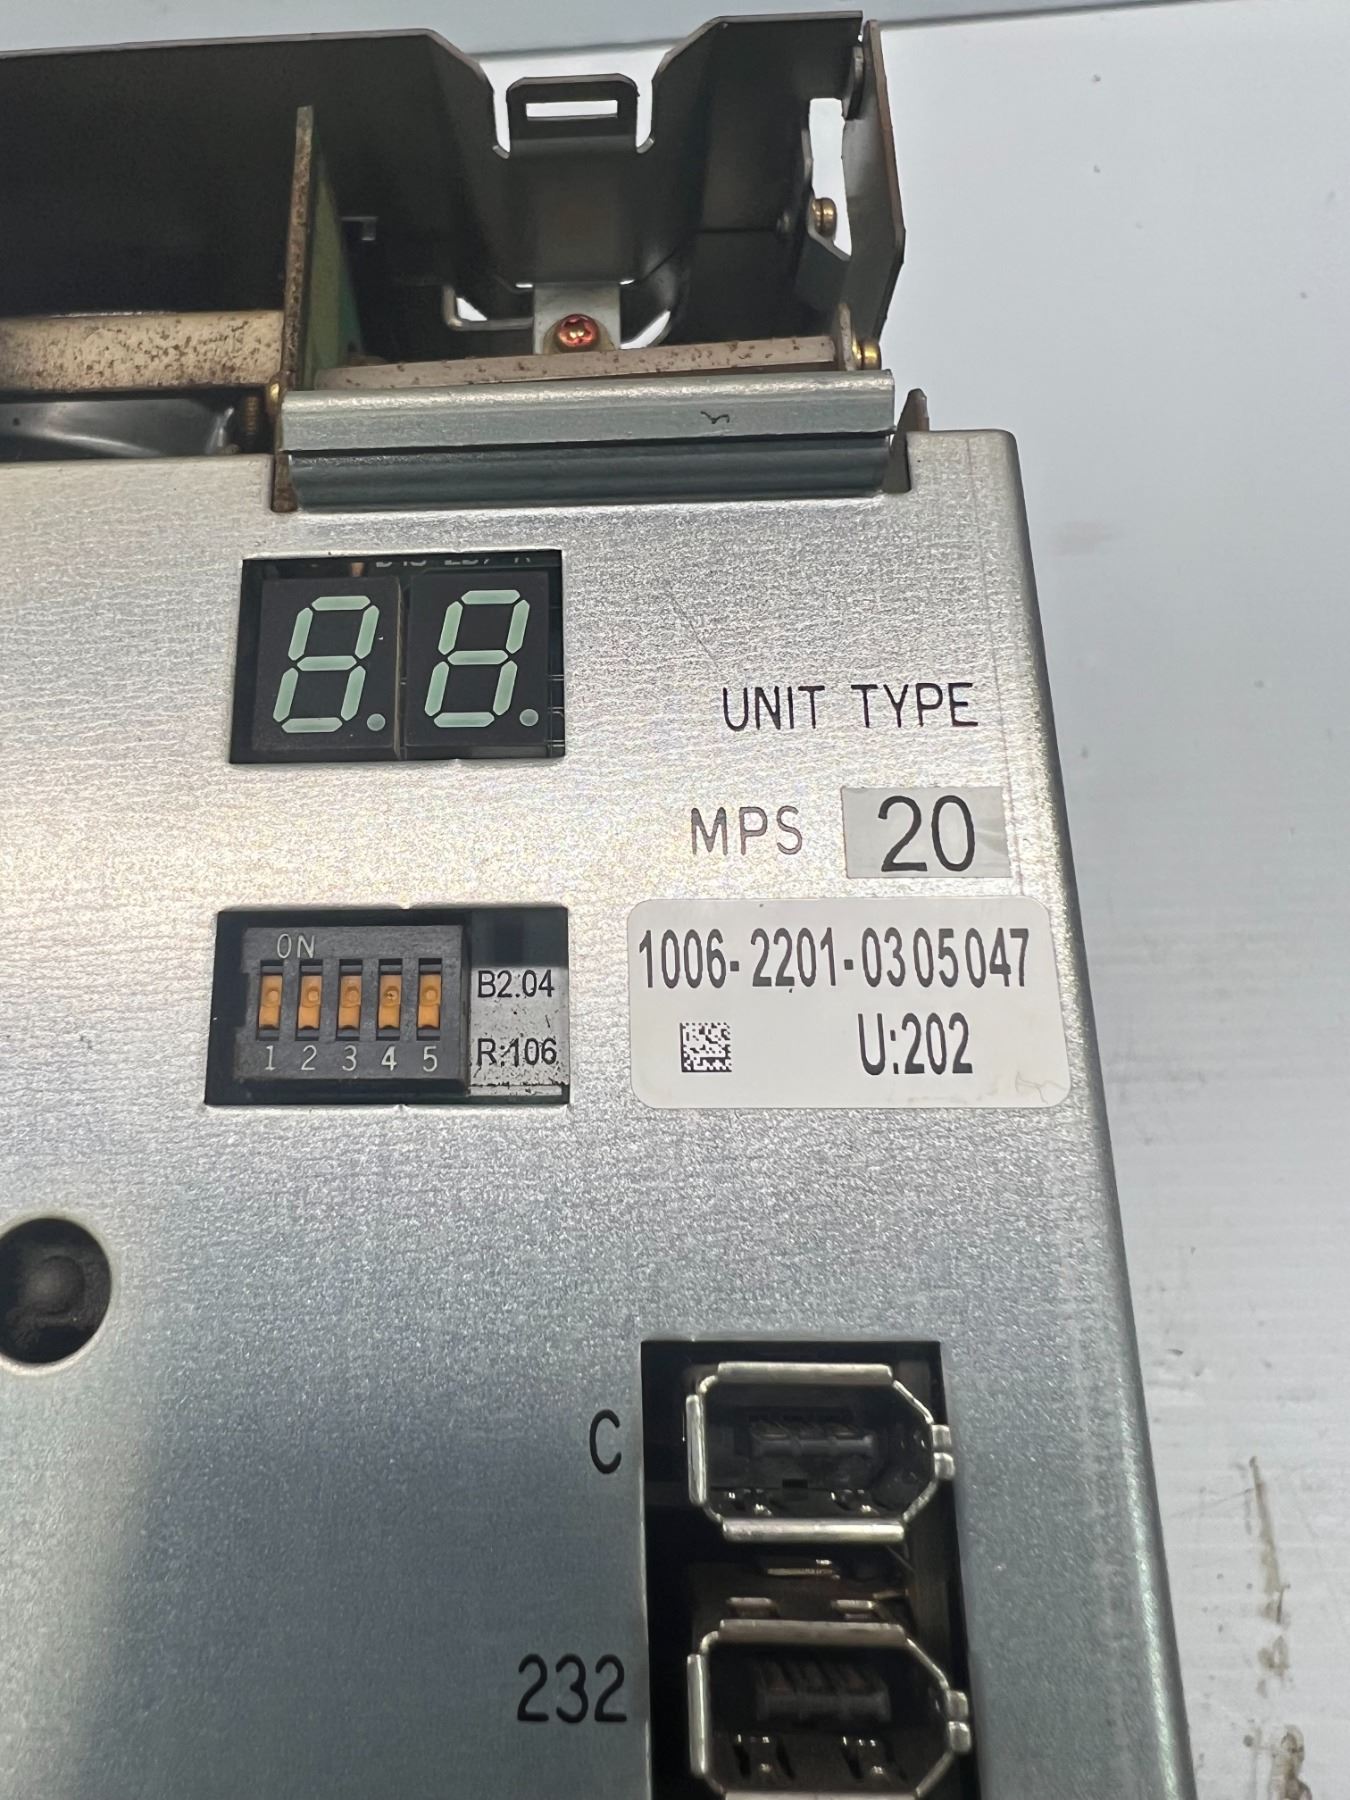 UNIT TYPE
MPS 20
ON
1 2 3 4 5
B2.04
R:106
1006-2201-0305047
U:202
C
232